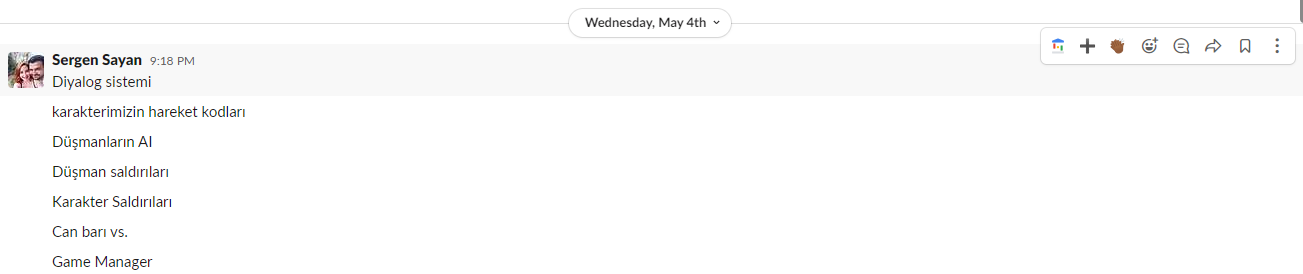 Wednesday, May 4th
Sergen Sayan 9:18 PM
Diyalog sistemi
karakterimizin hareket kodları
Düşmanların AI
Düşman saldırıları
Karakter Saldırıları
Can barı vs.
Game Manager